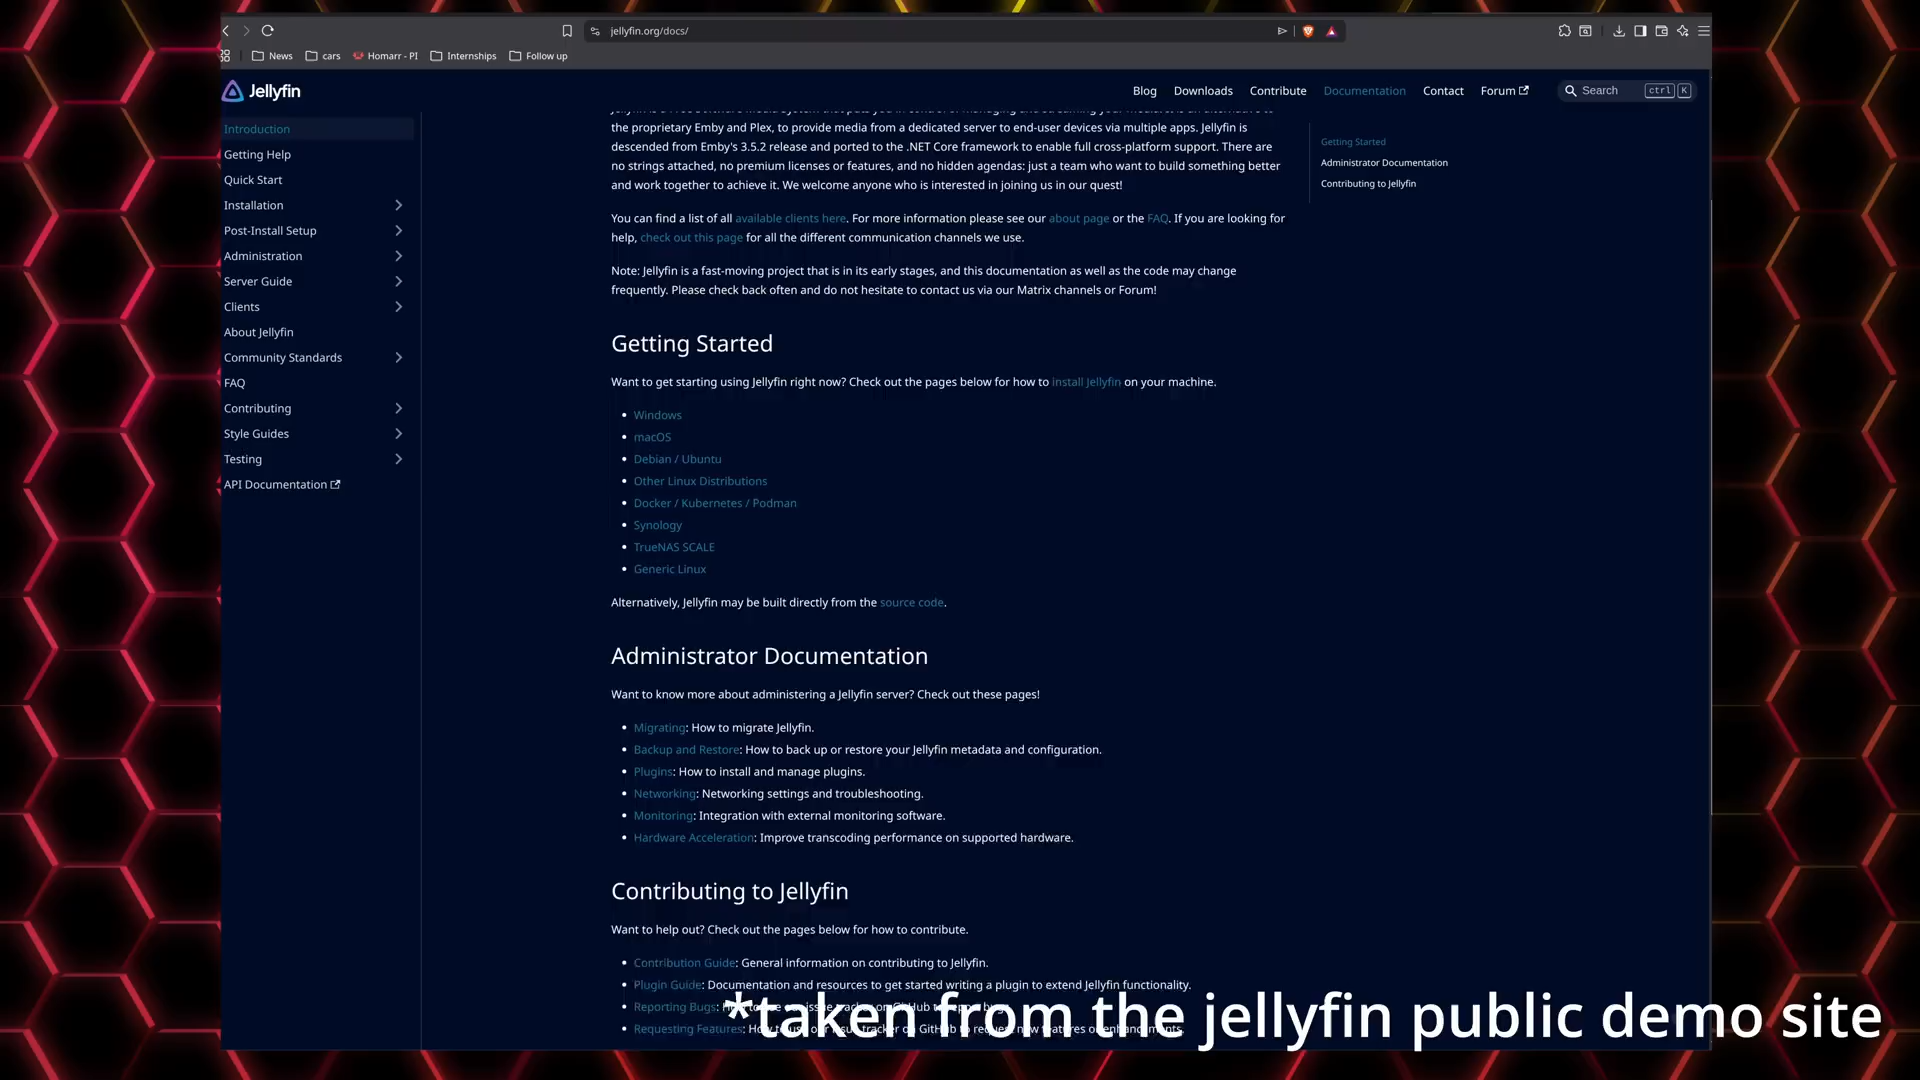 jellyfin.org/docs/
News
cars
Homarr - PI
Internships
Follow up
Jellyfin
Blog
Downloads
Contribute
Documentation
Contact
Forum
Search
ctrl
K
Introduction
Getting Help
Quick Start
Installation
Post-Install Setup
Administration
Server Guide
Clients
About Jellyfin
Community Standards
FAQ
Contributing
Style Guides
Testing
API Documentation
the proprietary Emby and Plex, to provide media from a dedicated server to end-user devices via multiple apps. Jellyfin is
descended from Emby's 3.5.2 release and ported to the .NET Core framework to enable full cross-platform support. There are
no strings attached, no premium licenses or features, and no hidden agendas: just a team who want to build something better
and work together to achieve it. We welcome anyone who is interested in joining us in our quest!
You can find a list of all available clients here. For more information please see our about page or the FAQ. If you are looking for
help, check out this page for all the different communication channels we use.
Note: Jellyfin is a fast-moving project that is in its early stages, and this documentation as well as the code may change
frequently. Please check back often and do not hesitate to contact us via our Matrix channels or Forum!
Getting Started
Want to get starting using Jellyfin right now? Check out the pages below for how to install Jellyfin on your machine.
• Windows
• macOS
• Debian / Ubuntu
• Other Linux Distributions
• Docker / Kubernetes / Podman
• Synology
• TrueNAS SCALE
• Generic Linux
Alternatively, Jellyfin may be built directly from the source code.
Administrator Documentation
Want to know more about administering a Jellyfin server? Check out these pages!
• Migrating: How to migrate Jellyfin.
• Backup and Restore: How to back up or restore your Jellyfin metadata and configuration.
• Plugins: How to install and manage plugins.
• Networking: Networking settings and troubleshooting.
• Monitoring: Integration with external monitoring software.
• Hardware Acceleration: Improve transcoding performance on supported hardware.
Contributing to Jellyfin
Want to help out? Check out the pages below for how to contribute.
• Contribution Guide: General information on contributing to Jellyfin.
• Plugin Guide: Documentation and resources to get started writing a plugin to extend Jellyfin functionality.
• Reporting Bugs:
• Requesting Features:
Getting Started
Administrator Documentation
Contributing to Jellyfin
*taken from the jellyfin public demo site